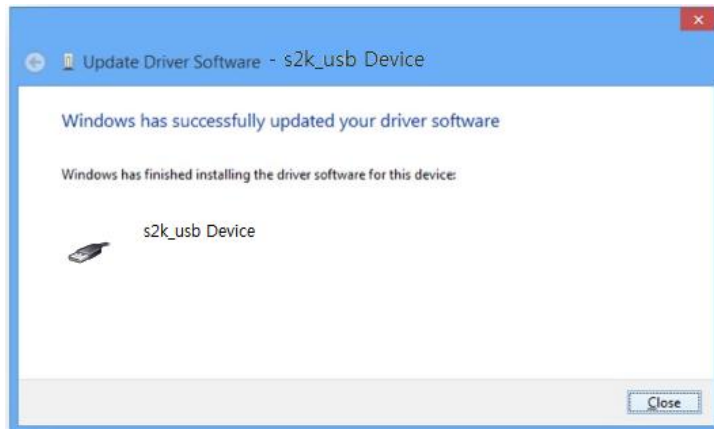 Update Driver Software - s2k_usb Device
Windows has successfully updated your driver software
Windows has finished installing the driver software for this device:
s2k_usb Device
Close